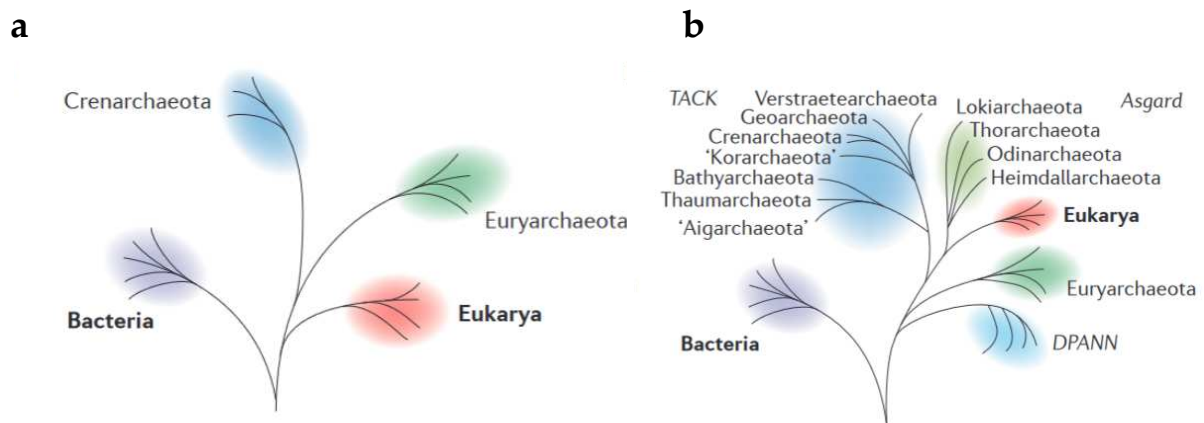 a
Crenarchaeota
Euryarchaeota
Bacteria
Eukarya
b
TACK
Verstraetearchaeota
Geoarchaeota
Crenarchaeota
'Korarchaeota'
Bathyarchaeota
Thaumarchaeota
'Aigarchaeota'
Lokiarchaeota
Asgard
Thorarchaeota
Odinarchaeota
Heimdallarchaeota
Eukarya
Euryarchaeota
Bacteria
DPANN